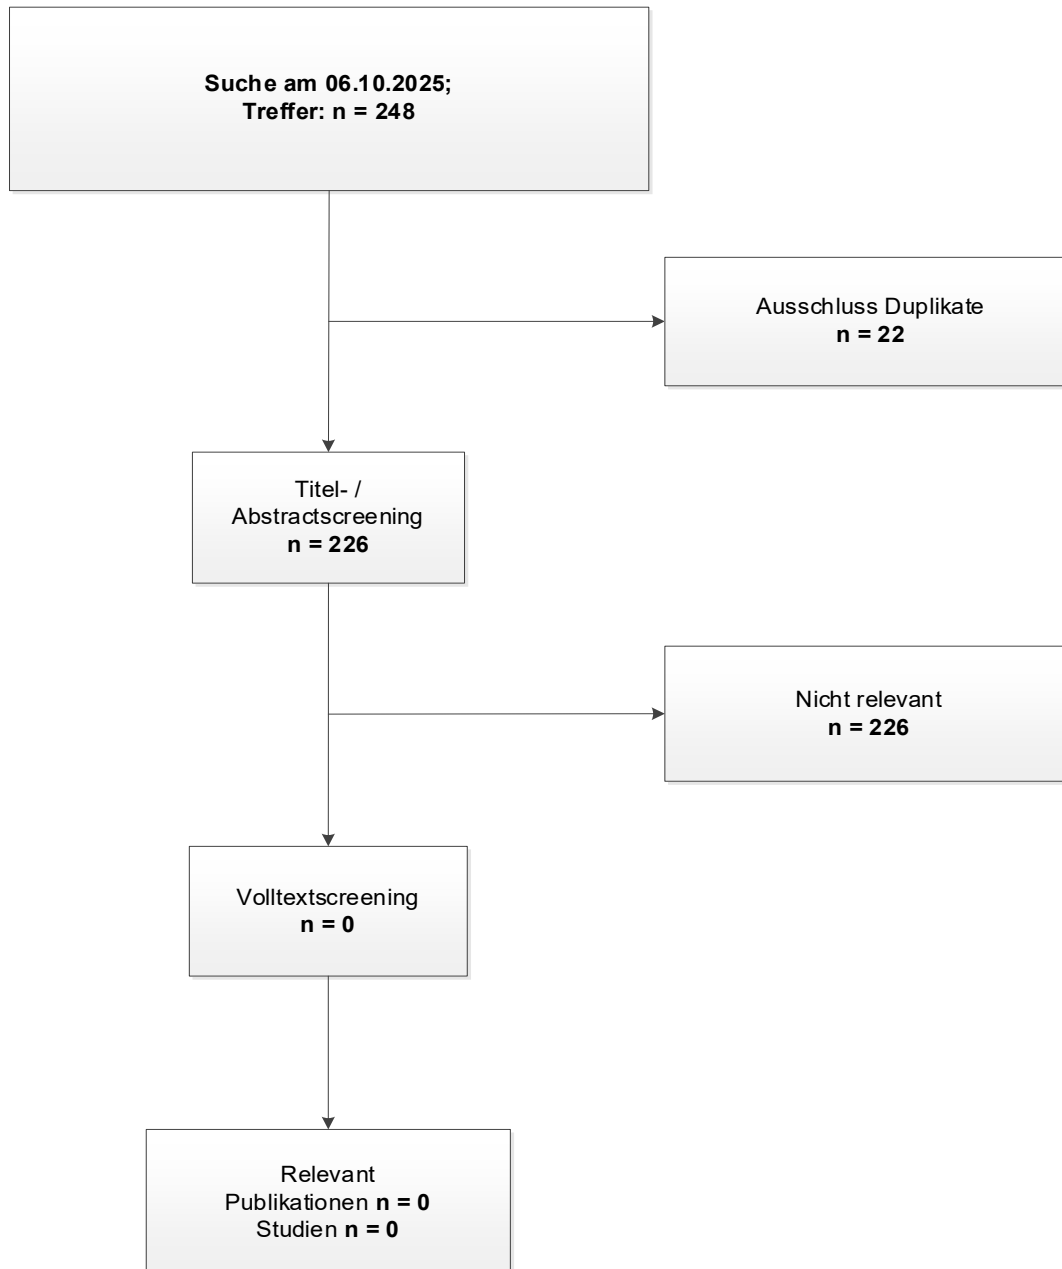 Suche am 06.10.2025;
Treffer: n = 248
Ausschluss Duplikate
n = 22
Titel- /
Abstractscreening
n = 226
Nicht relevant
n = 226
Volltextscreening
n = 0
Relevant
Publikationen n = 0
Studien n = 0